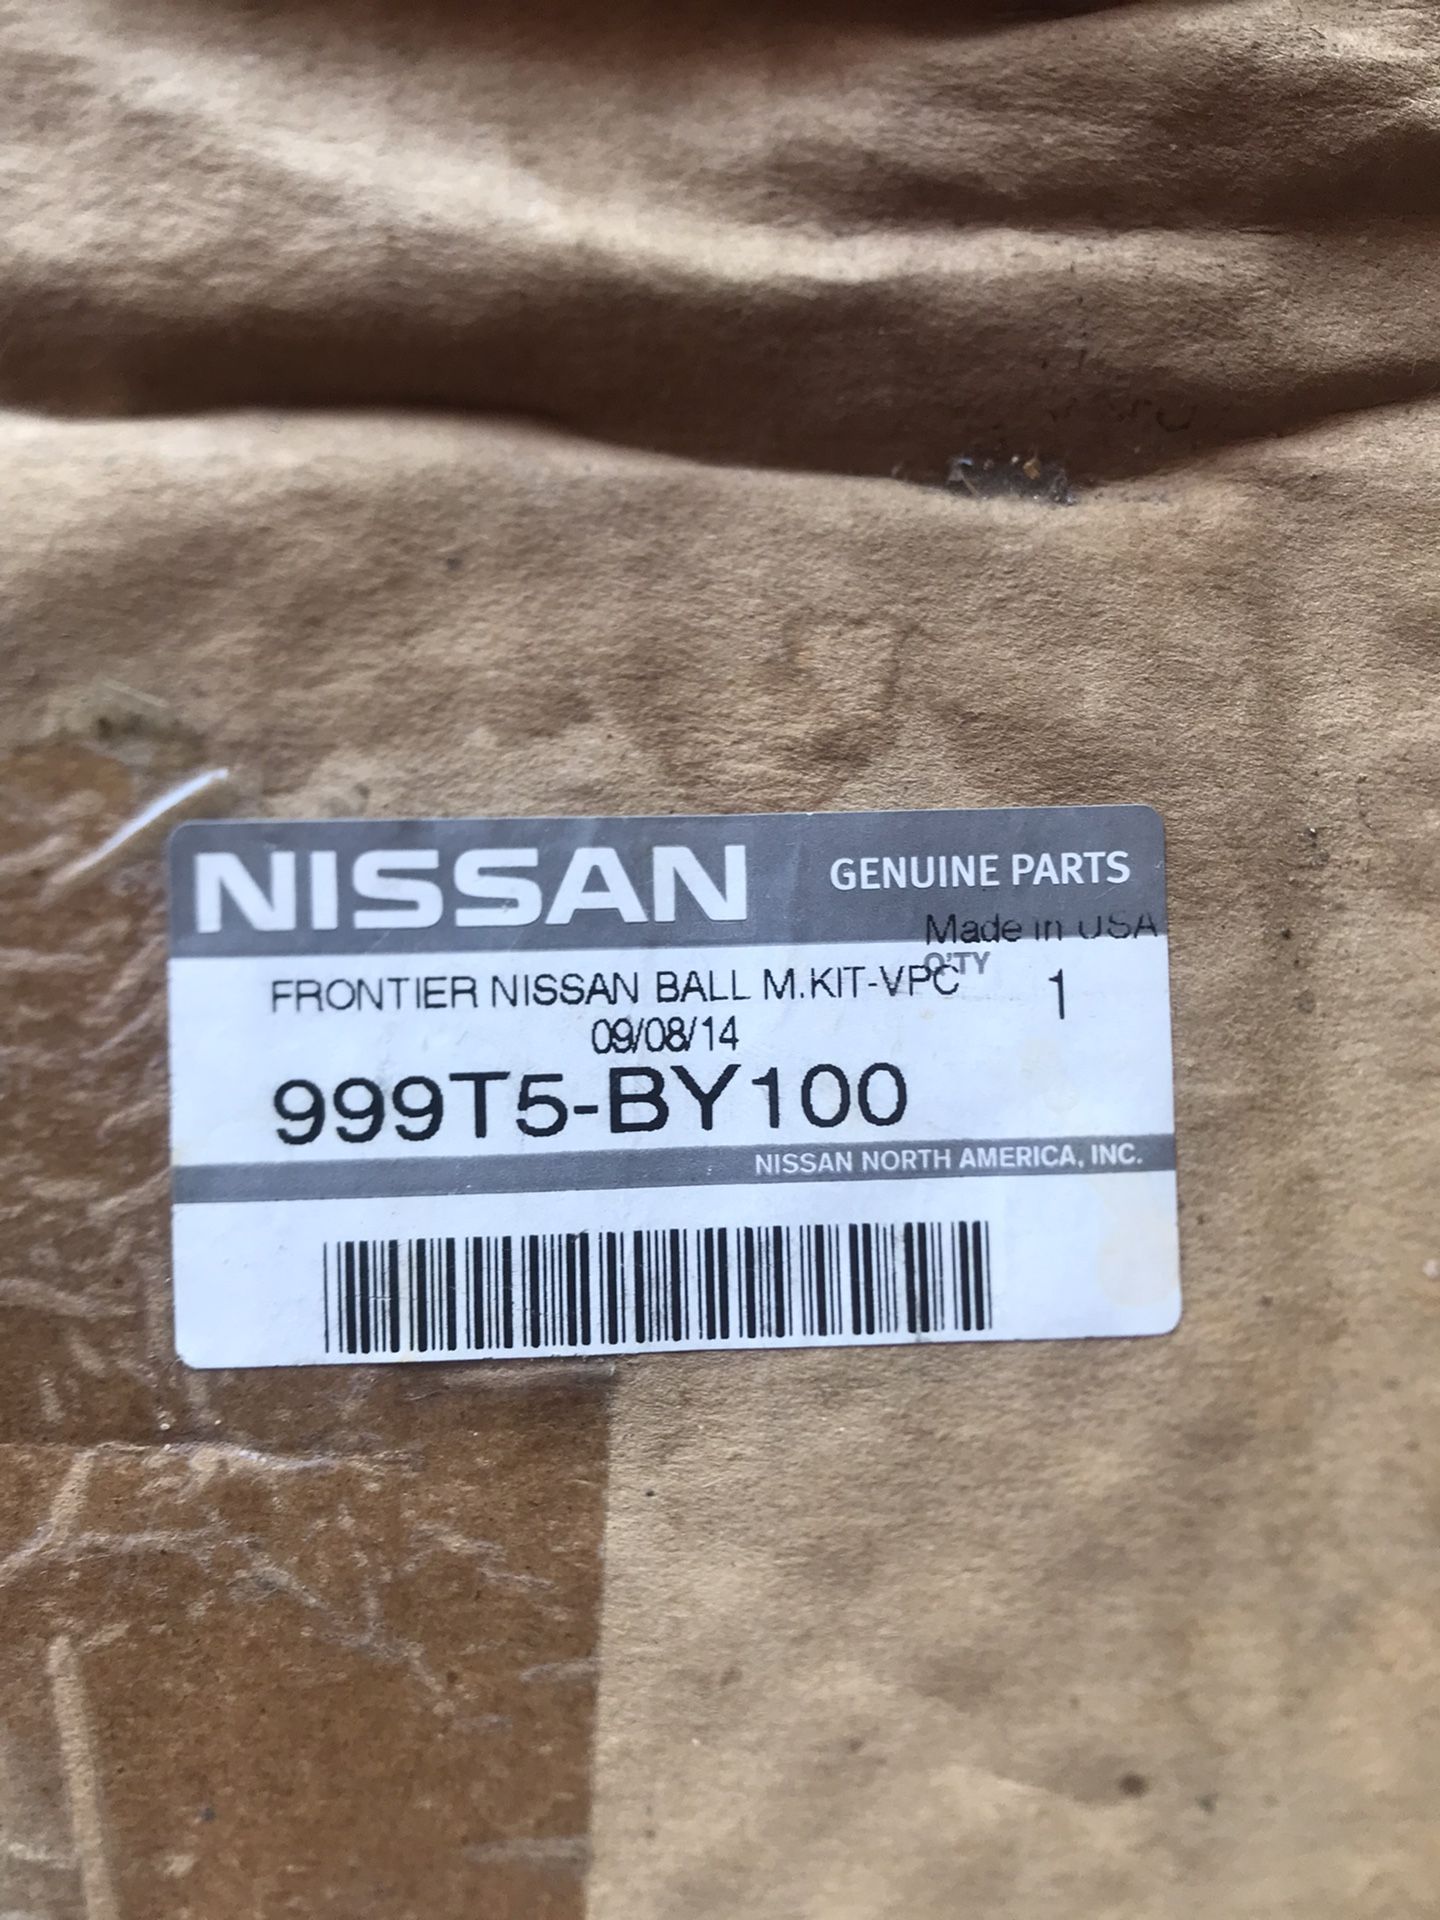 NISSAN GENUINE PARTS
Made in USA
FRONTIER NISSAN BALL M.KIT-VPC Q'TY 1
09/08/14
999T5-BY100
NISSAN NORTH AMERICA, INC.